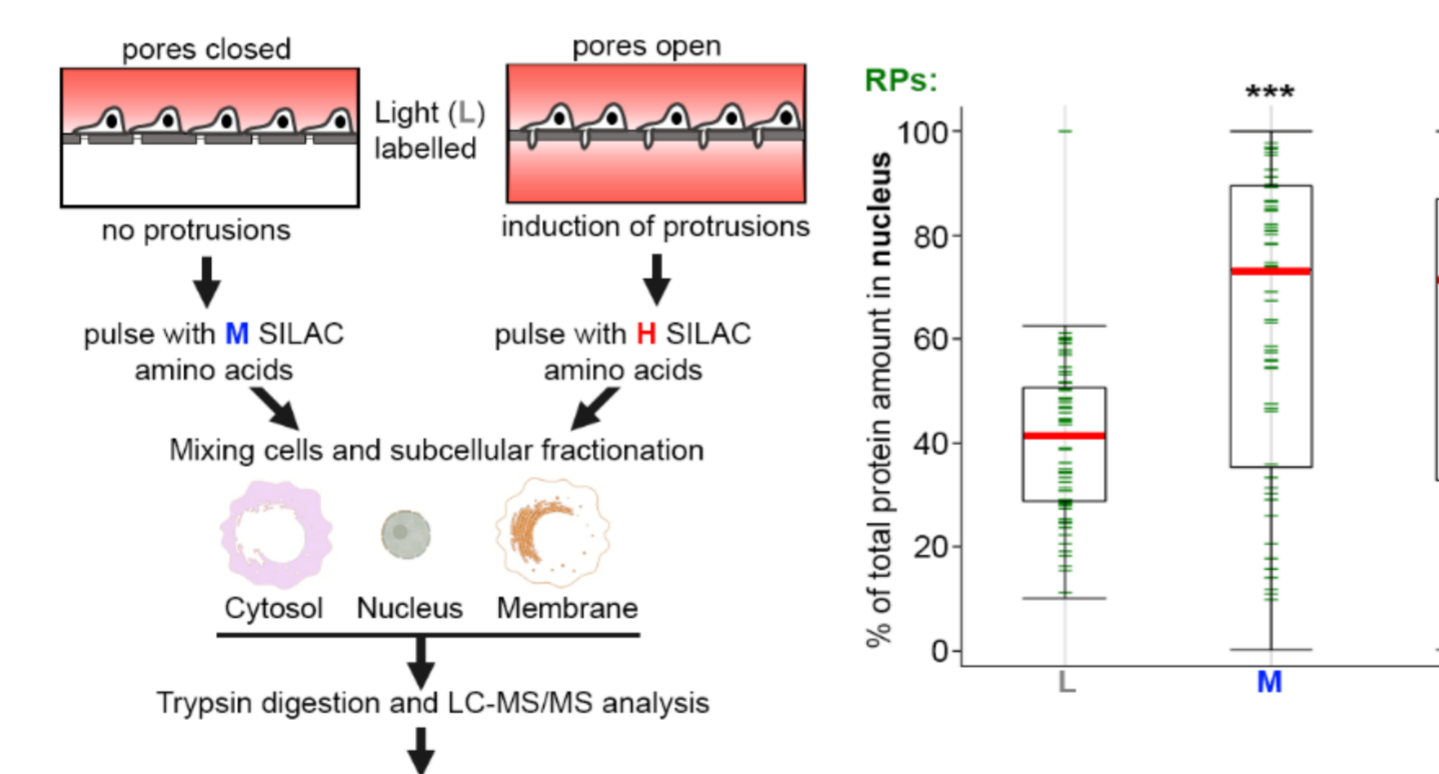 pores closed
pores open
Light (L)
labelled
no protrusions
induction of protrusions
pulse with M SILAC
amino acids
pulse with H SILAC
amino acids
Mixing cells and subcellular fractionation
Cytosol
Nucleus
Membrane
Trypsin digestion and LC-MS/MS analysis
RPs:
***
% of total protein amount in nucleus
100
80
60
40
20
0
L
M